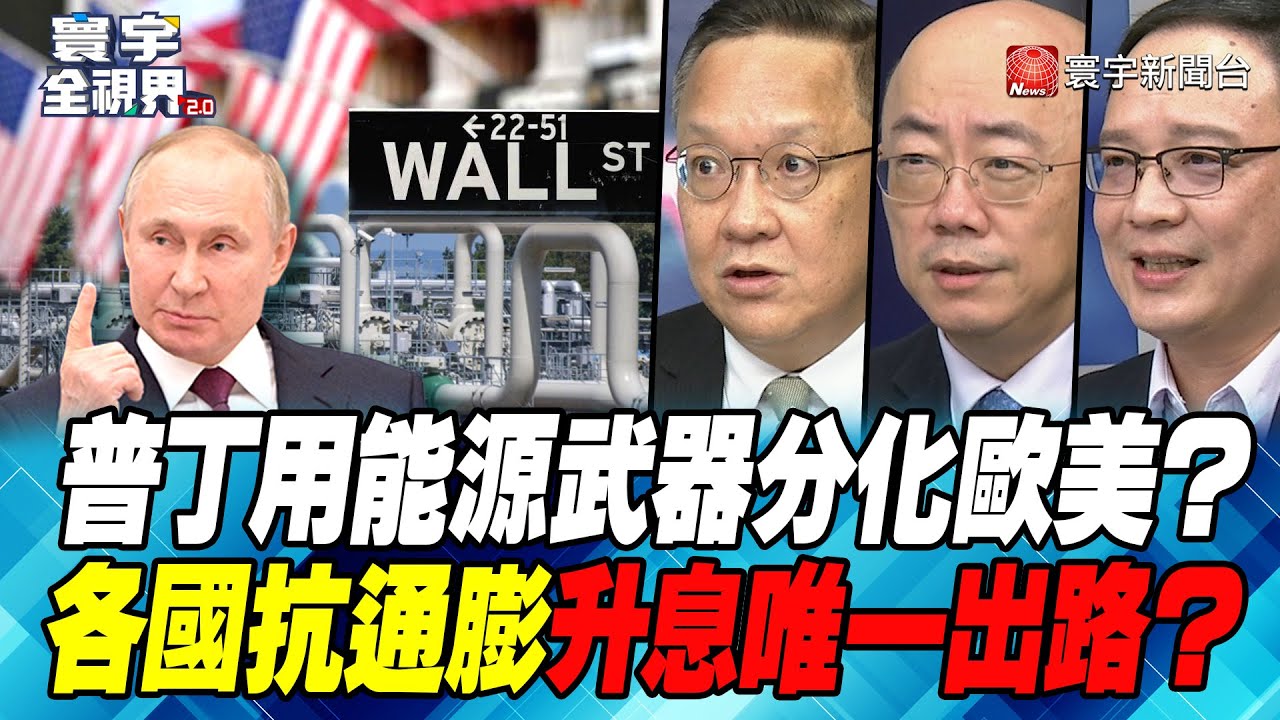 寰宇
全視界2.0
News
寰宇新聞台
←22-51
WALL ST
普丁用能源武器分化歐美？
各國抗通膨升息唯一出路？